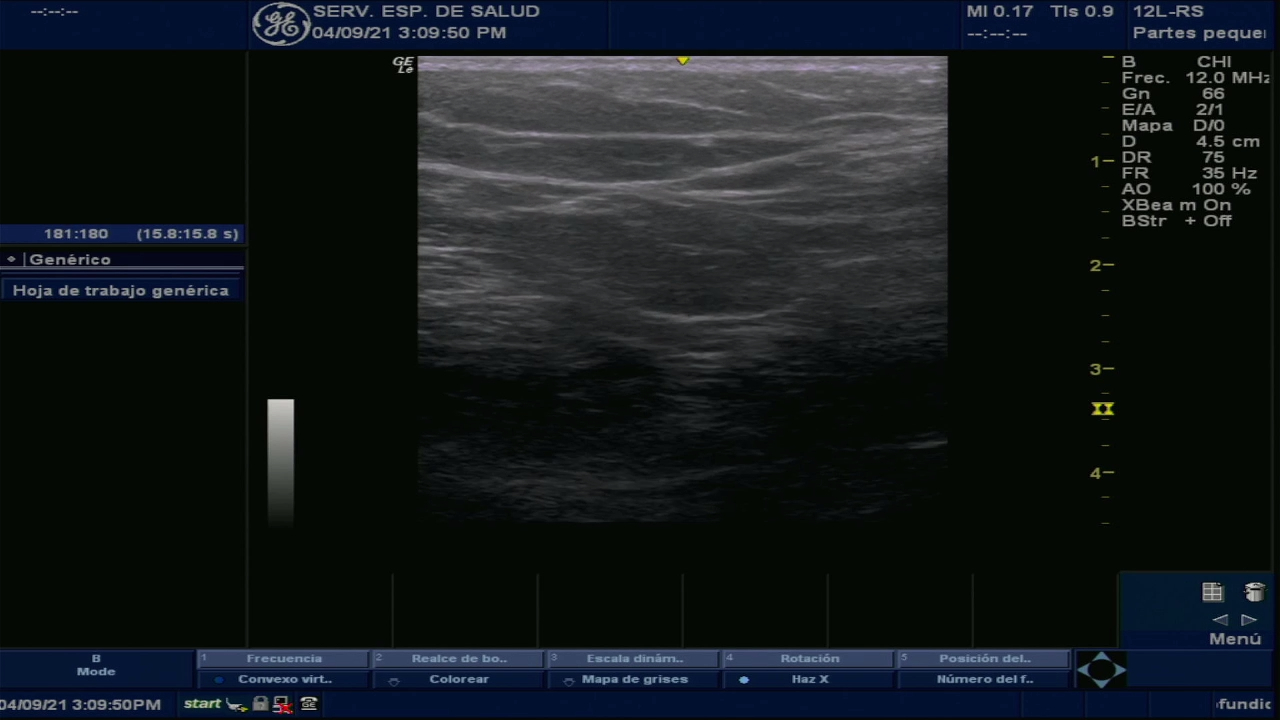 --:--:--
SERV. ESP. DE SALUD
04/09/21 3:09:50 PM
MI 0.17 TIs 0.9
--:--:--
12L-RS
Partes peque
GE
Le
B CHI
Frec. 12.0 MHz
Gn 66
E/A 2/1
Mapa D/0
D 4.5 cm
DR 75
FR 35 Hz
AO 100 %
XBeam On
BStr + Off
1
2
3
4
181:180 (15.8:15.8 s)
Genérico
Hoja de trabajo genérica
Menú
B
Mode
1 Frecuencia
2 Realce de bo..
3 Escala dinám..
4 Rotación
5 Posición del..
Convexo virt..
Colorear
Mapa de grises
Haz X
Número del f..
04/09/21 3:09:50PM
start
fundic